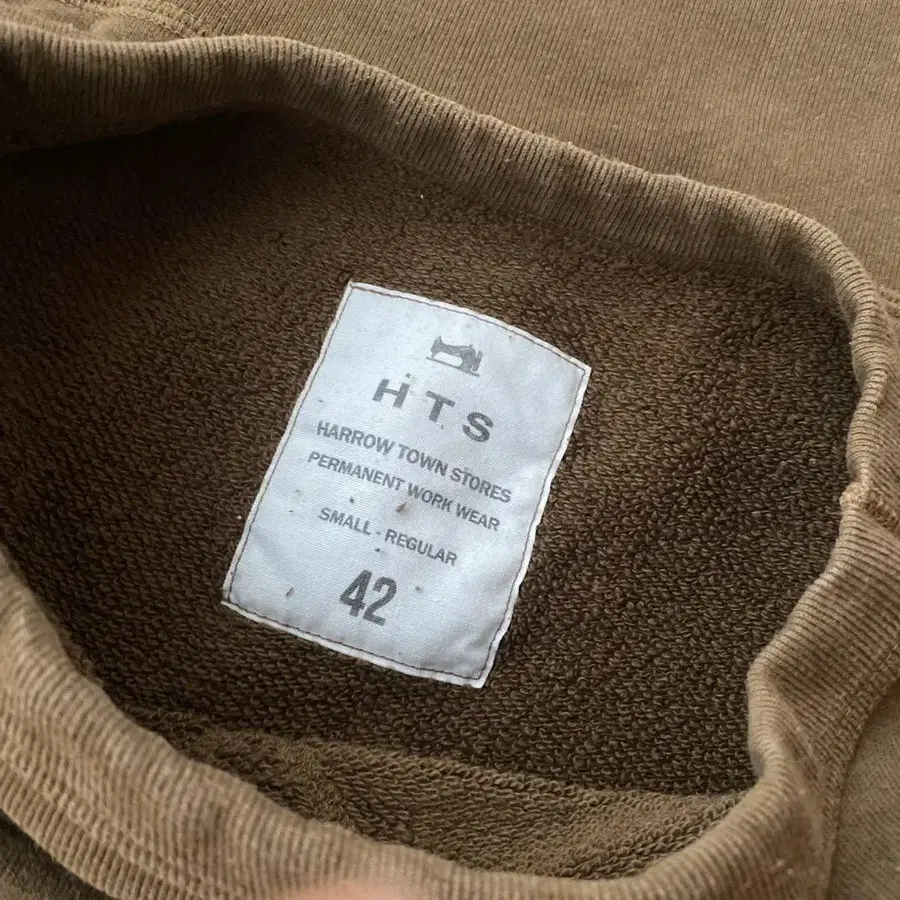 HTS
HARROW TOWN STORES
PERMANENT WORK WEAR
SMALL - REGULAR
42